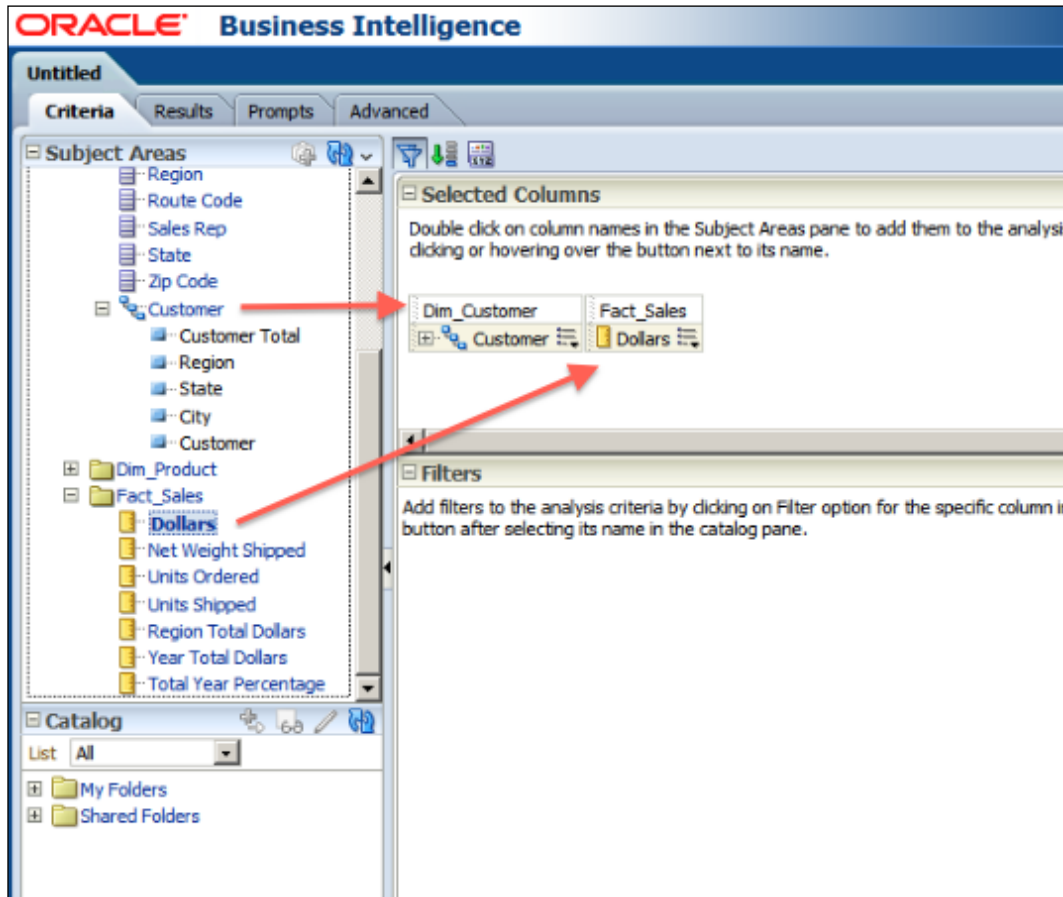 ORACLE Business Intelligence
Untitled
Criteria Results Prompts Advanced
Subject Areas
Region
Route Code
Sales Rep
State
Zip Code
Customer
Customer Total
Region
State
City
Customer
Dim_Product
Fact_Sales
Dollars
Net Weight Shipped
Units Ordered
Units Shipped
Region Total Dollars
Year Total Dollars
Total Year Percentage
Catalog
List All
My Folders
Shared Folders
Selected Columns
Double click on column names in the Subject Areas pane to add them to the analysi
clicking or hovering over the button next to its name.
Dim_Customer Fact_Sales
Customer Dollars
Filters
Add filters to the analysis criteria by clicking on Filter option for the specific column i
button after selecting its name in the catalog pane.